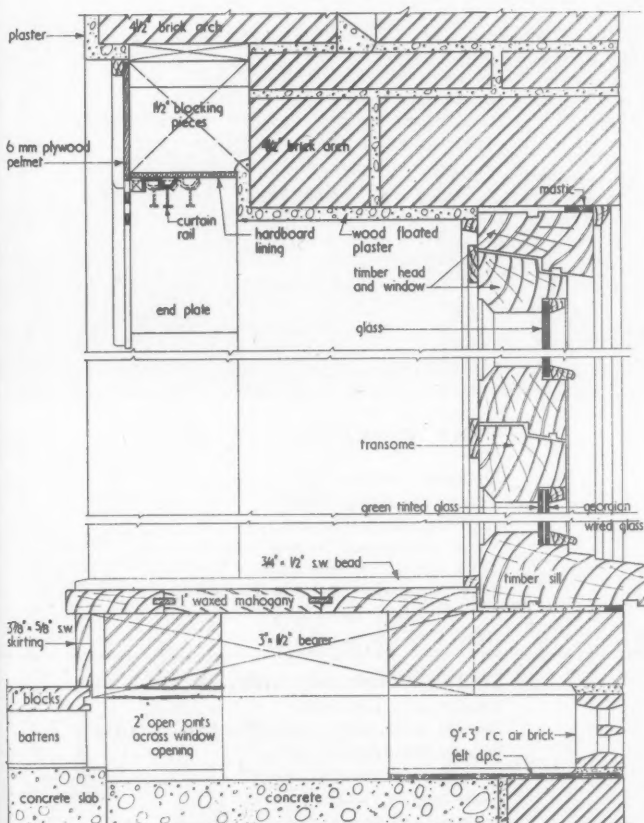 4½" brick arch
plaster
1½" blocking
pieces
6 mm plywood
pelmet
4½" brick arch
mastic
curtain
rail
hardboard
lining
wood floated
plaster
timber head
and window
end plate
glass
transome
green tinted glass
georgian
wired glass
¾" × ½" s.w. bead
timber sill
1" waxed mahogany
3⅞" × ⅝" s.w.
skirting
3" × 1½" bearer
1" blocks
battens
2" open joints
across window
opening
9" × 3" r.c. air brick
felt d.p.c.
concrete slab
concrete